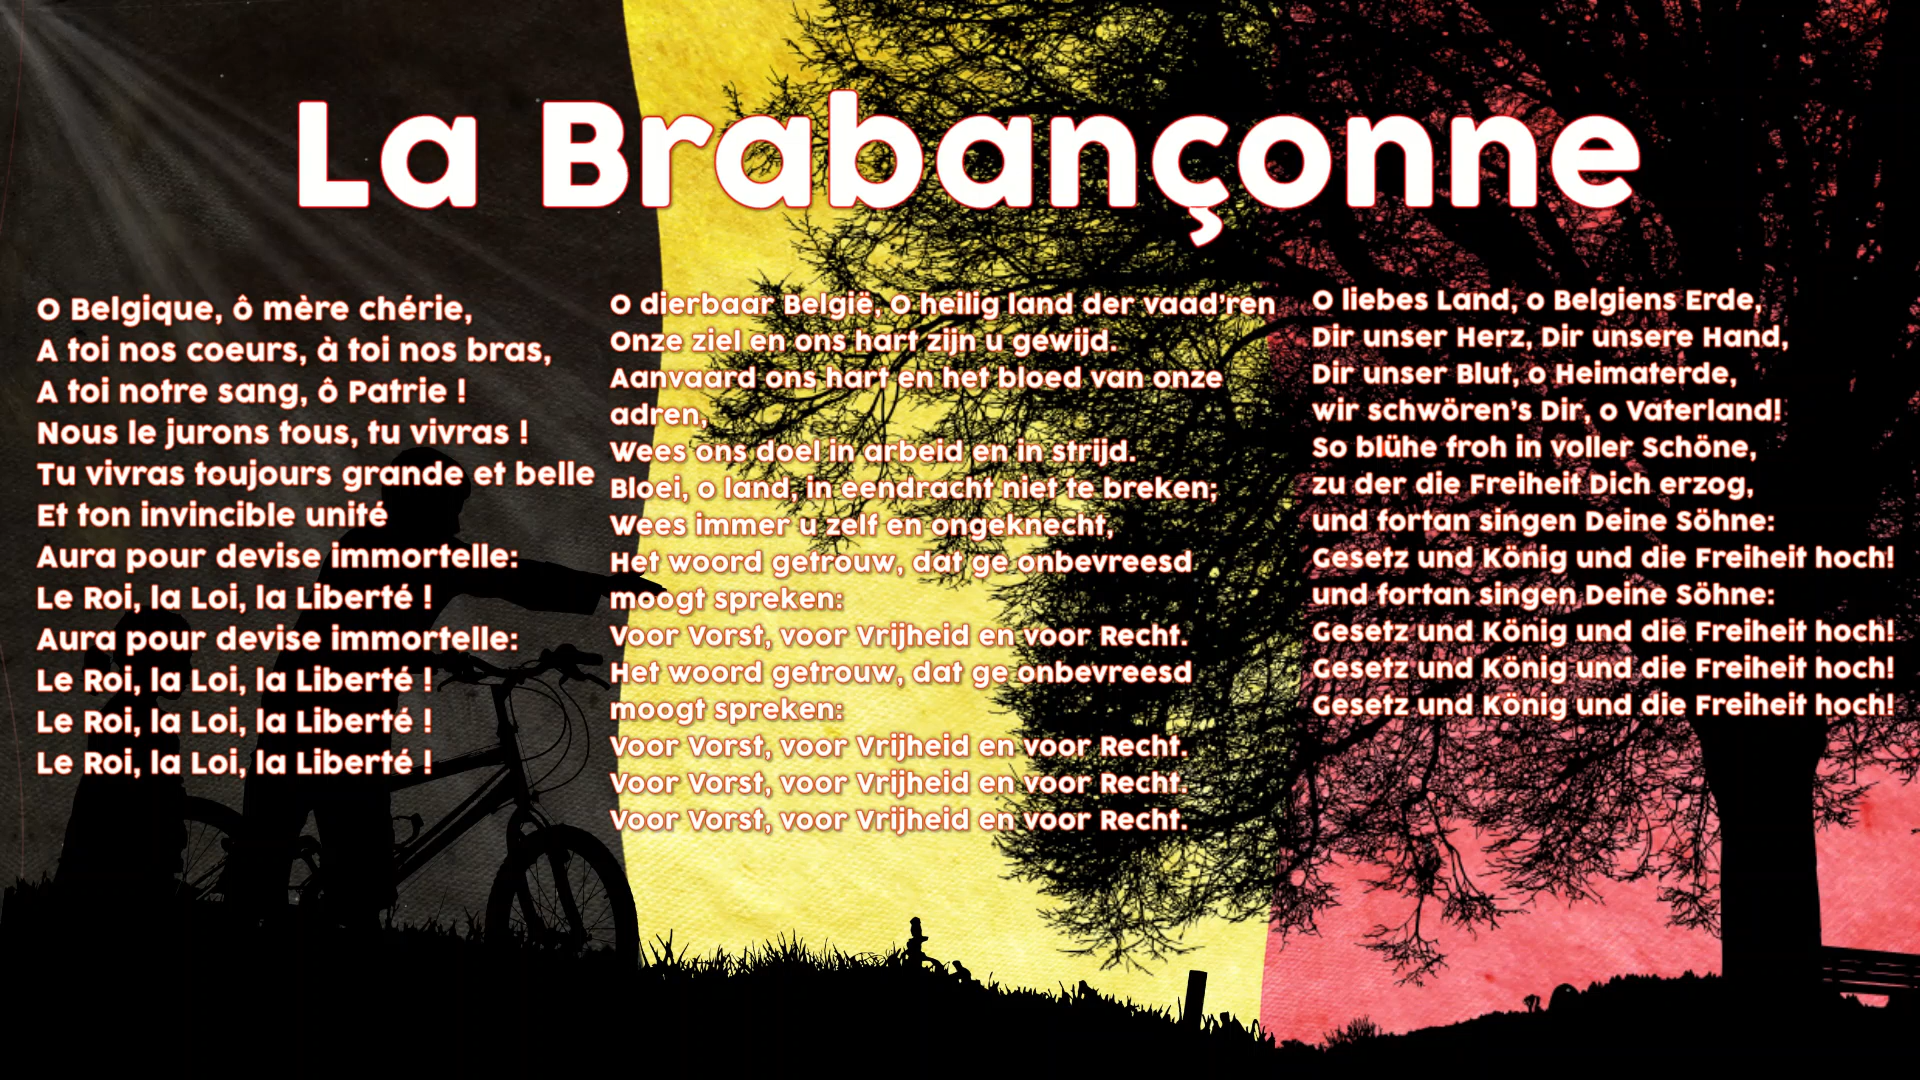 La Brabançonne
O Belgique, ô mère chérie,
A toi nos coeurs, à toi nos bras,
A toi notre sang, ô Patrie !
Nous le jurons tous, tu vivras !
Tu vivras toujours grande et belle
Et ton invincible unité
Aura pour devise immortelle:
Le Roi, la Loi, la Liberté !
Aura pour devise immortelle:
Le Roi, la Loi, la Liberté !
Le Roi, la Loi, la Liberté !
Le Roi, la Loi, la Liberté !
O dierbaar België, O heilig land der vaad'ren
Onze ziel en ons hart zijn u gewijd.
Aanvaard ons hart en het bloed van onze
adren,
Wees ons doel in arbeid en in strijd.
Bloei, o land, in eendracht niet te breken;
Wees immer u zelf en ongeknecht,
Het woord getrouw, dat ge onbevreesd
moogt spreken:
Voor Vorst, voor Vrijheid en voor Recht.
Het woord getrouw, dat ge onbevreesd
moogt spreken:
Voor Vorst, voor Vrijheid en voor Recht.
Voor Vorst, voor Vrijheid en voor Recht.
Voor Vorst, voor Vrijheid en voor Recht.
O liebes Land, o Belgiens Erde,
Dir unser Herz, Dir unsere Hand,
Dir unser Blut, o Heimaterde,
wir schwören's Dir, o Vaterland!
So blühe froh in voller Schöne,
zu der die Freiheit Dich erzog,
und fortan singen Deine Söhne:
Gesetz und König und die Freiheit hoch!
und fortan singen Deine Söhne:
Gesetz und König und die Freiheit hoch!
Gesetz und König und die Freiheit hoch!
Gesetz und König und die Freiheit hoch!